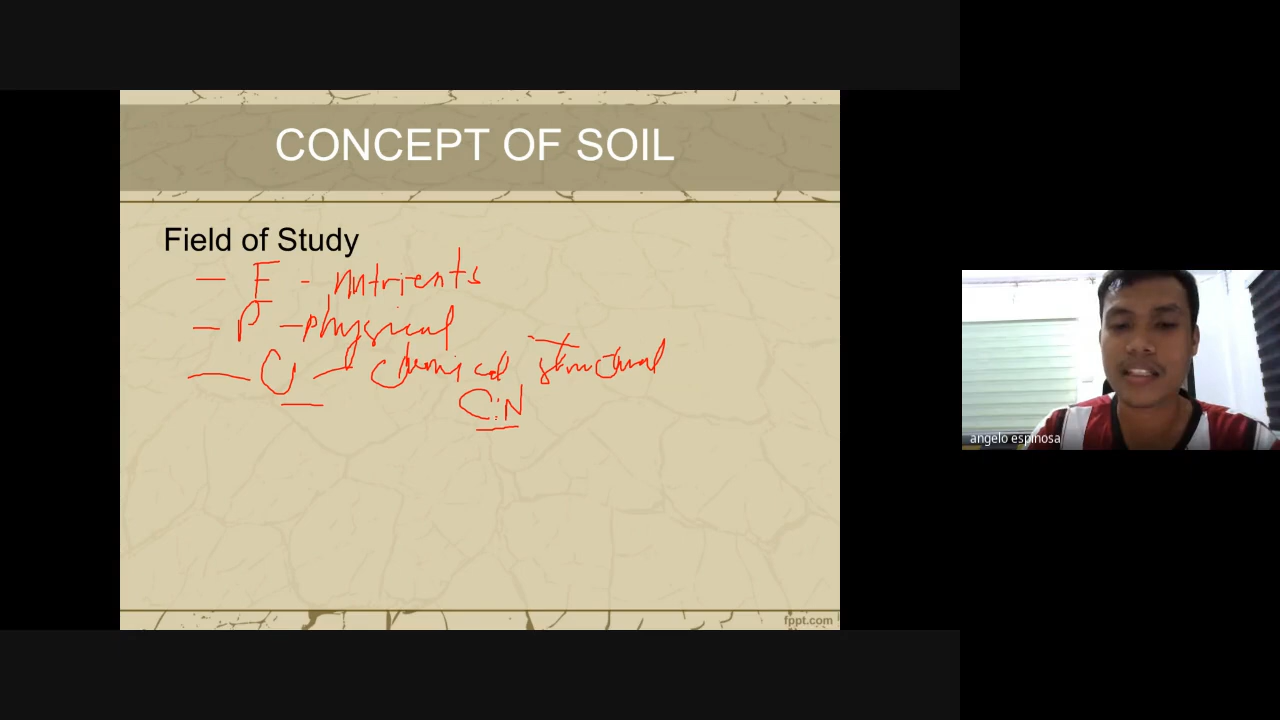 CONCEPT OF SOIL
Field of Study
— F - nutrients
— P - physical
— C - chemical structural
C:N
fppt.com
angelo espinosa